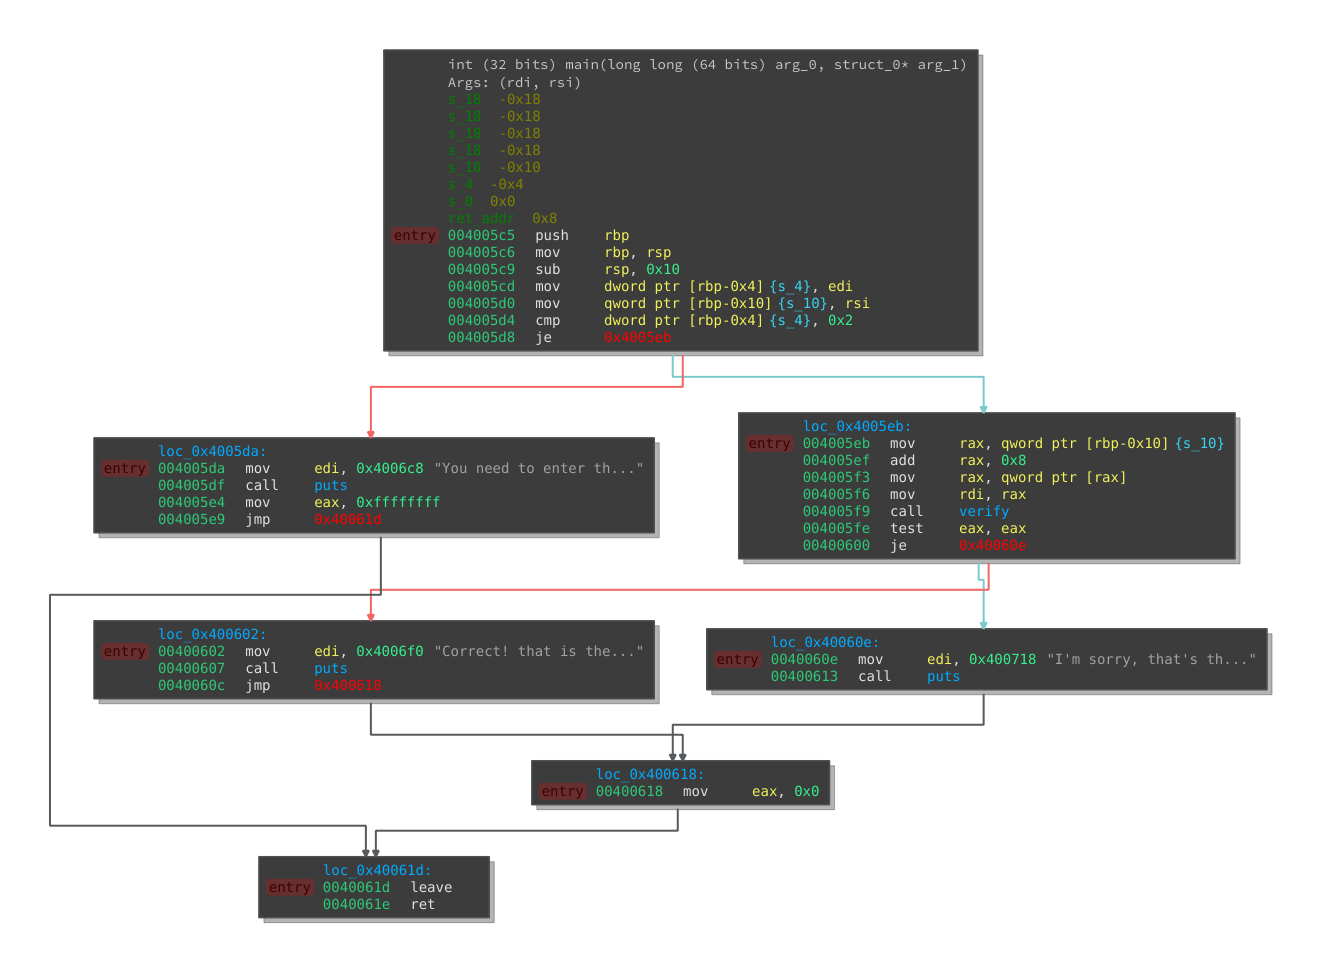 int (32 bits) main(long long (64 bits) arg_0, struct_0* arg_1)
Args: (rdi, rsi)
s_18 -0x18
s_18 -0x18
s_18 -0x18
s_18 -0x18
s_10 -0x10
s_4 -0x4
s_0 0x0
ret_addr 0x8
entry 004005c5 push rbp
004005c6 mov rbp, rsp
004005c9 sub rsp, 0x10
004005cd mov dword ptr [rbp-0x4] {s_4}, edi
004005d0 mov qword ptr [rbp-0x10] {s_10}, rsi
004005d4 cmp dword ptr [rbp-0x4] {s_4}, 0x2
004005d8 je 0x4005eb
loc_0x4005da:
entry 004005da mov edi, 0x4006c8 "You need to enter th..."
004005df call puts
004005e4 mov eax, 0xffffffff
004005e9 jmp 0x40061d
loc_0x4005eb:
entry 004005eb mov rax, qword ptr [rbp-0x10] {s_10}
004005ef add rax, 0x8
004005f3 mov rax, qword ptr [rax]
004005f6 mov rdi, rax
004005f9 call verify
004005fe test eax, eax
00400600 je 0x40060e
loc_0x400602:
entry 00400602 mov edi, 0x4006f0 "Correct! that is the..."
00400607 call puts
0040060c jmp 0x400618
loc_0x40060e:
entry 0040060e mov edi, 0x400718 "I'm sorry, that's th..."
00400613 call puts
loc_0x400618:
entry 00400618 mov eax, 0x0
loc_0x40061d:
entry 0040061d leave
0040061e ret